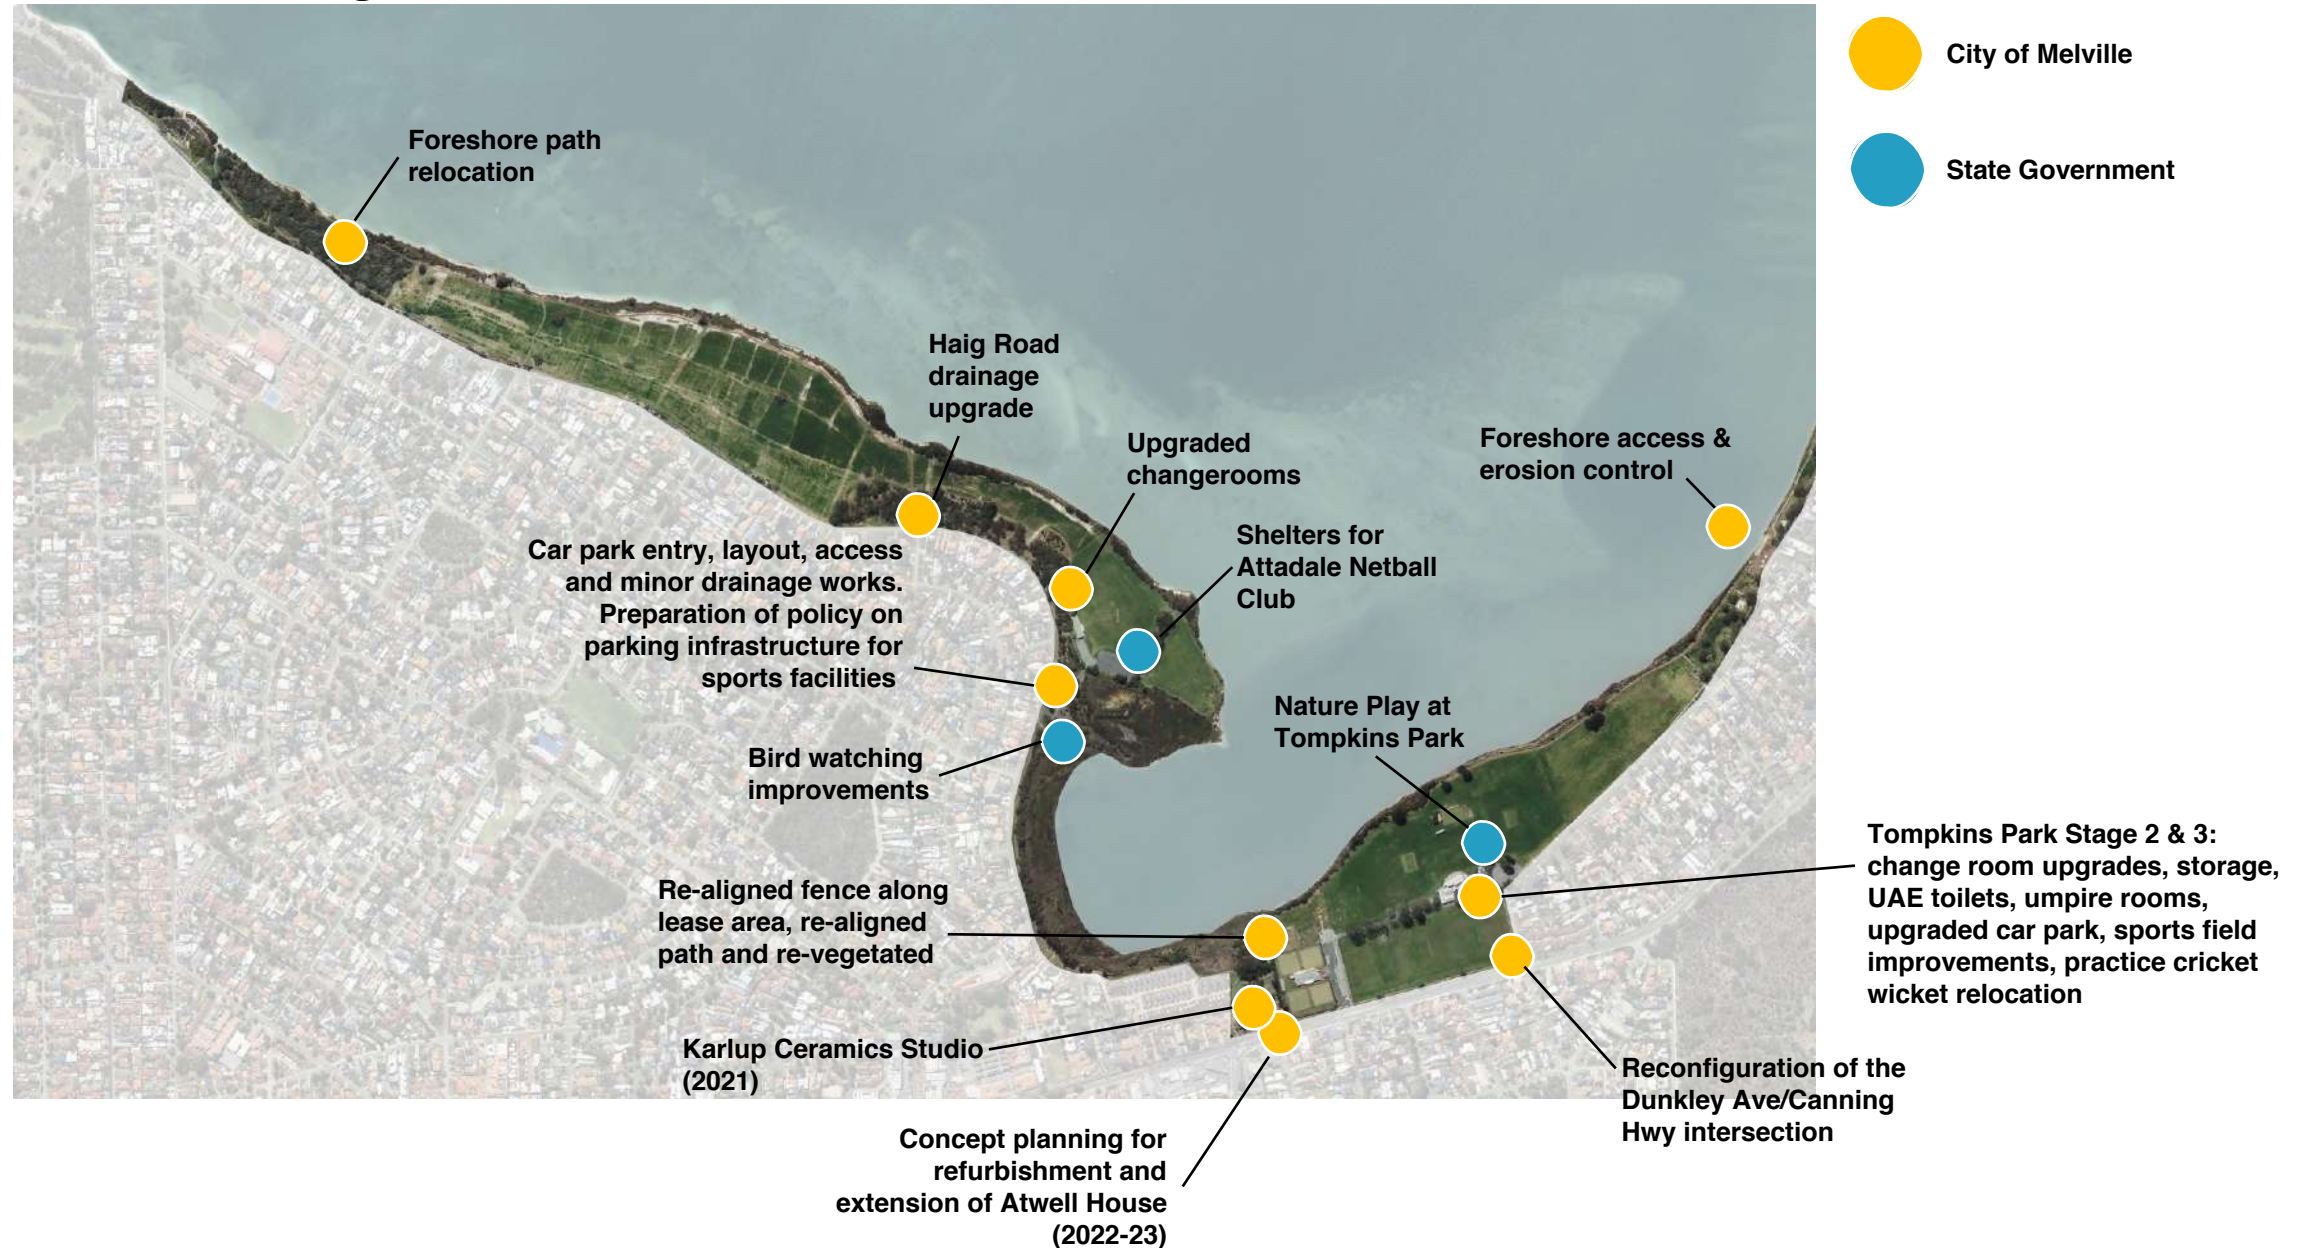 City of Melville
State Government
Foreshore path
relocation
Haig Road
drainage
upgrade
Upgraded
changerooms
Foreshore access &
erosion control
Shelters for
Attadale Netball
Club
Car park entry, layout, access
and minor drainage works.
Preparation of policy on
parking infrastructure for
sports facilities
Nature Play at
Tompkins Park
Bird watching
improvements
Tompkins Park Stage 2 & 3:
change room upgrades, storage,
UAE toilets, umpire rooms,
upgraded car park, sports field
improvements, practice cricket
wicket relocation
Re-aligned fence along
lease area, re-aligned
path and re-vegetated
Karlup Ceramics Studio
(2021)
Reconfiguration of the
Dunkley Ave/Canning
Hwy intersection
Concept planning for
refurbishment and
extension of Atwell House
(2022-23)